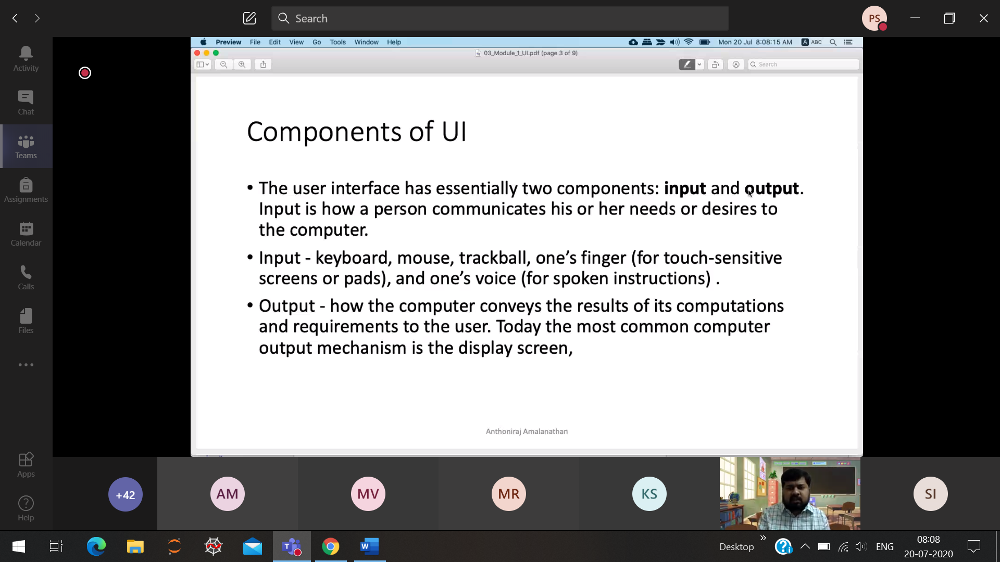 Search
PS
Preview File Edit View Go Tools Window Help
Mon 20 Jul 8:08:15 AM A ABC
03_Module_1_UI.pdf (page 3 of 9)
Search
Activity
Chat
Teams
Assignments
Calendar
Calls
Files
Apps
Help
Components of UI
• The user interface has essentially two components: input and output.
Input is how a person communicates his or her needs or desires to
the computer.
• Input - keyboard, mouse, trackball, one’s finger (for touch-sensitive
screens or pads), and one’s voice (for spoken instructions) .
• Output - how the computer conveys the results of its computations
and requirements to the user. Today the most common computer
output mechanism is the display screen,
Anthoniraj Amalanathan
+42 AM MV MR KS SI
Desktop
ENG
08:08
20-07-2020